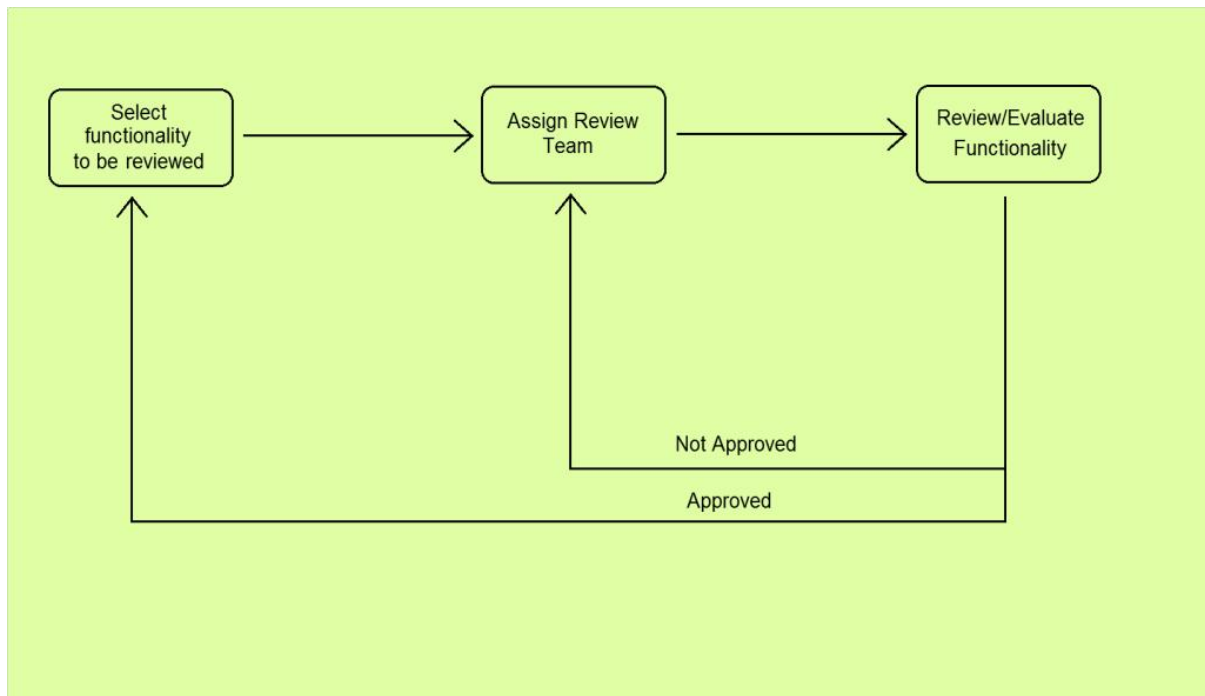 Select
functionality
to be reviewed
Assign Review
Team
Review/Evaluate
Functionality
Not Approved
Approved